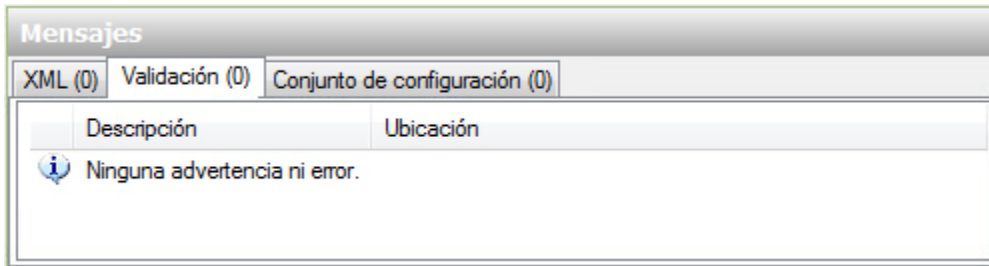 Mensajes
XML (0) Validación (0) Conjunto de configuración (0)
Descripción Ubicación
Ninguna advertencia ni error.